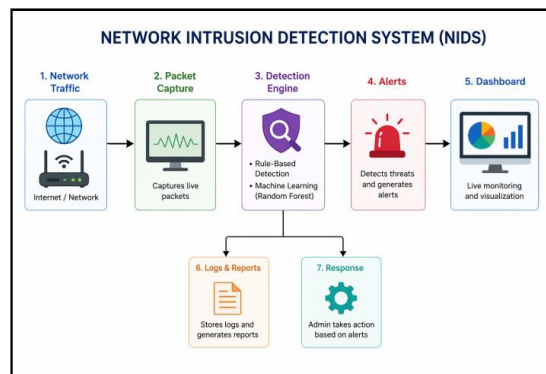 NETWORK INTRUSION DETECTION SYSTEM (NIDS)
1. Network
Traffic
Internet / Network
2. Packet
Capture
Captures live
packets
3. Detection
Engine
• Rule-Based
Detection
• Machine Learning
(Random Forest)
4. Alerts
Detects threats
and generates
alerts
5. Dashboard
Live monitoring
and visualization
6. Logs & Reports
Stores logs and
generates reports
7. Response
Admin takes action
based on alerts